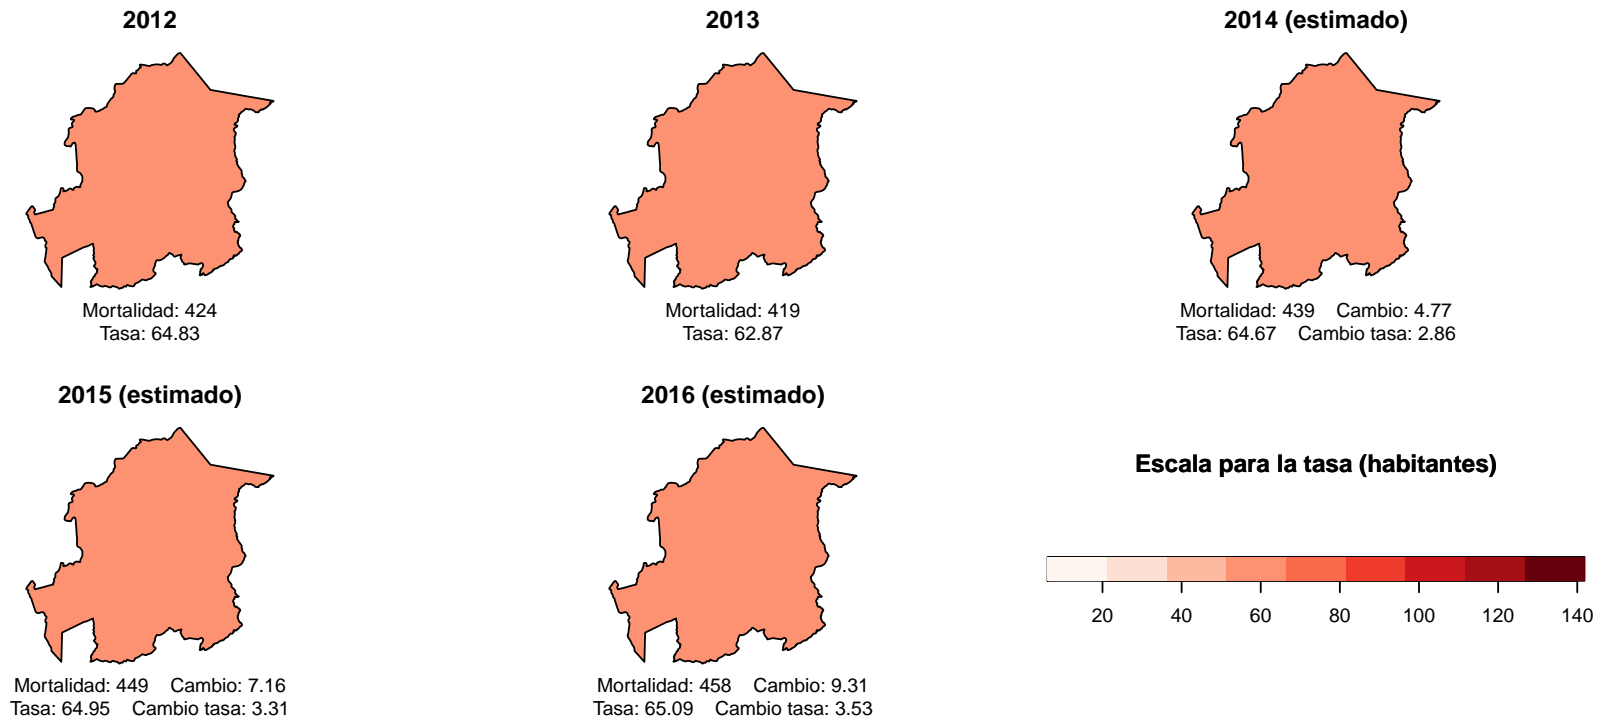 2012
Mortalidad: 424
Tasa: 64.83
2013
Mortalidad: 419
Tasa: 62.87
2014 (estimado)
Mortalidad: 439 Cambio: 4.77
Tasa: 64.67 Cambio tasa: 2.86
2015 (estimado)
Mortalidad: 449 Cambio: 7.16
Tasa: 64.95 Cambio tasa: 3.31
2016 (estimado)
Mortalidad: 458 Cambio: 9.31
Tasa: 65.09 Cambio tasa: 3.53
Escala para la tasa (habitantes)
20 40 60 80 100 120 140